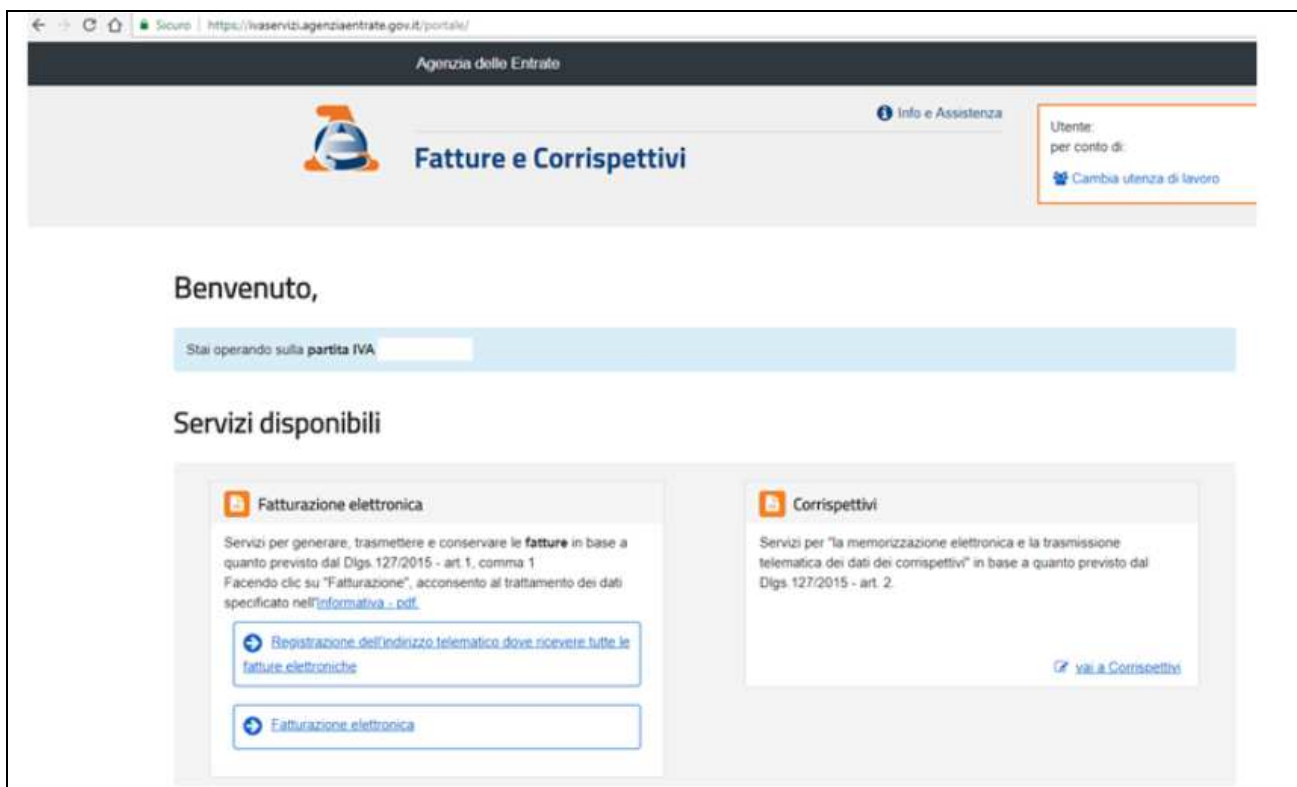 Sicuro | https://ivaservizi.agenziaentrate.gov.it/portale/
Agenzia delle Entrate
Info e Assistenza
Fatture e Corrispettivi
Utente:
per conto di:
Cambia utenza di lavoro
Benvenuto,
Stai operando sulla partita IVA
Servizi disponibili
Fatturazione elettronica
Servizi per generare, trasmettere e conservare le fatture in base a
quanto previsto dal Dlgs.127/2015 - art.1, comma 1
Facendo clic su "Fatturazione", acconsento al trattamento dei dati
specificato nell'informativa - pdf.
Registrazione dell'indirizzo telematico dove ricevere tutte le
fatture elettroniche
Fatturazione elettronica
Corrispettivi
Servizi per "la memorizzazione elettronica e la trasmissione
telematica dei dati dei corrispettivi" in base a quanto previsto dal
Dlgs.127/2015 - art. 2.
vai a Corrispettivi